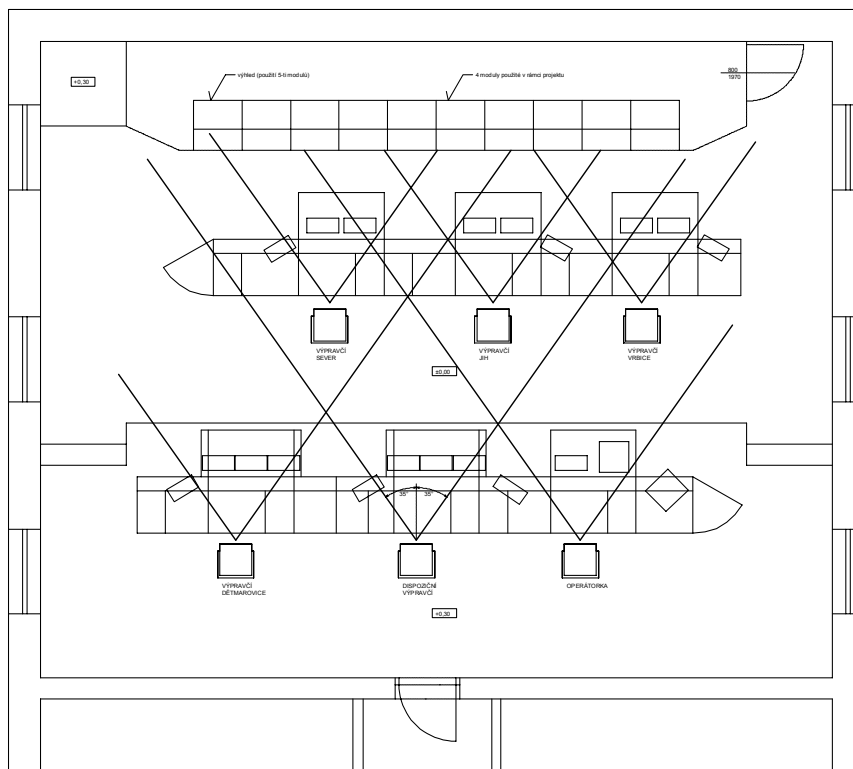 výhled (použití 5-ti modulů)
4 moduly použité v rámci projektu
800
1970
+0,30
VÝPRAVČÍ
SEVER
VÝPRAVČÍ
JIH
VÝPRAVČÍ
VRBICE
±0,00
35°
35°
VÝPRAVČÍ
DĚTMAROVICE
DISPOZIČNÍ
VÝPRAVČÍ
OPERÁTORKA
+0,30